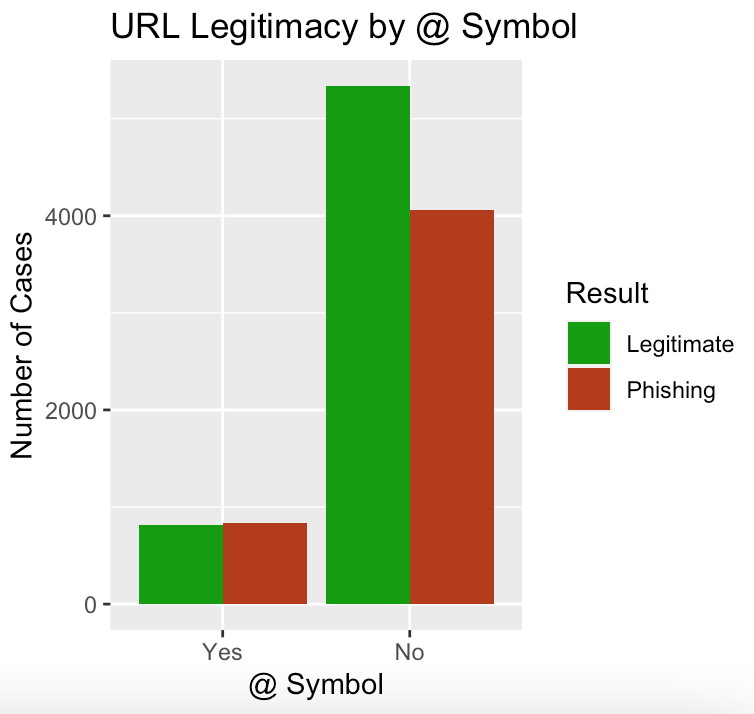 URL Legitimacy by @ Symbol
Number of Cases
4000
2000
0
Yes No
@ Symbol
Result
Legitimate
Phishing